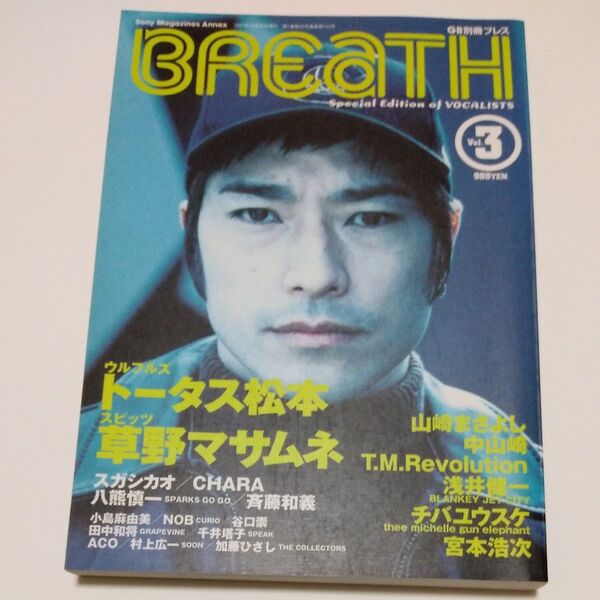 Sony Magazines Annex
GB別冊ブレス
BREATH
Special Edition of VOCALISTS
Vol. 3
980YEN
ウルフルズ
トータス松本
スピッツ
草野マサムネ
スガシカオ／CHARA
八熊慎一 SPARKS GO GO／斉藤和義
小島麻由美／NOB CURIO 谷口崇
田中和将 GRAPEVINE／千井塔子 SPEAK
ACO／村上広一 SOON／加藤ひさし THE COLLECTORS
山崎まさよし
中山崎
T.M.Revolution
浅井健一
BLANKEY JET CITY
チバユウスケ
thee michelle gun elephant
宮本浩次